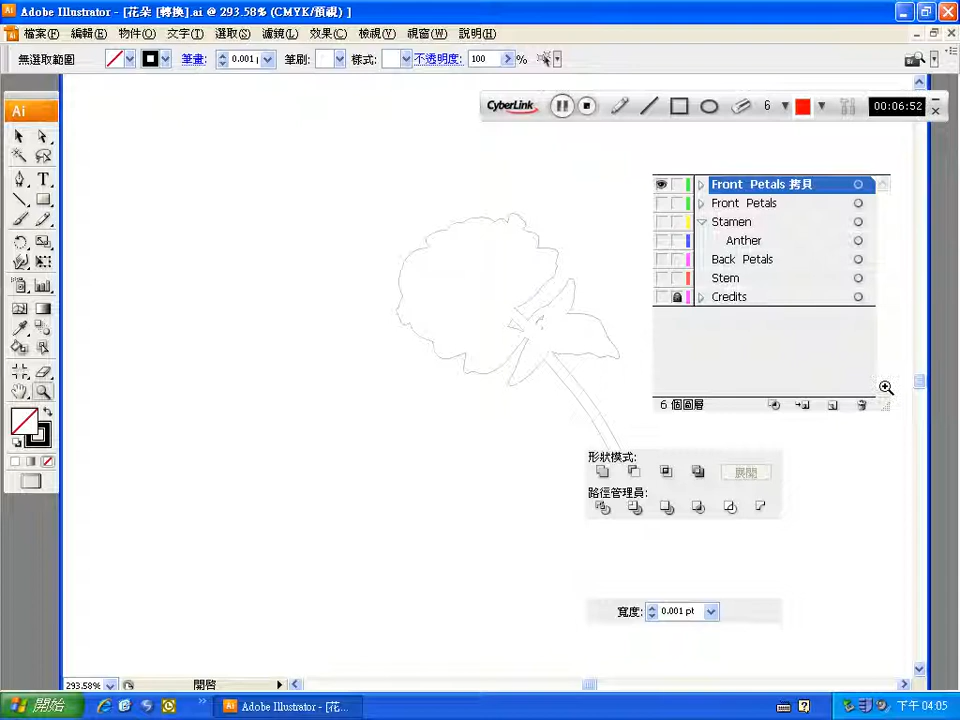 Adobe Illustrator - [花朵 [轉換].ai @ 293.58% (CMYK/預視) ]
檔案(F) 編輯(E) 物件(O) 文字(T) 選取(S) 濾鏡(L) 效果(C) 檢視(V) 視窗(W) 說明(H)
無選取範圍 筆畫: 0.001 筆刷: 樣式: 不透明度: 100 %
CyberLink 6 00:06:52
Ai
Front Petals 拷貝
Front Petals
Stamen
Anther
Back Petals
Stem
Credits
6 個圖層
形狀模式:
展開
路徑管理員:
寬度: 0.001 pt
293.58% 開啓
開始 Adobe Illustrator - [花... 下午 04:05